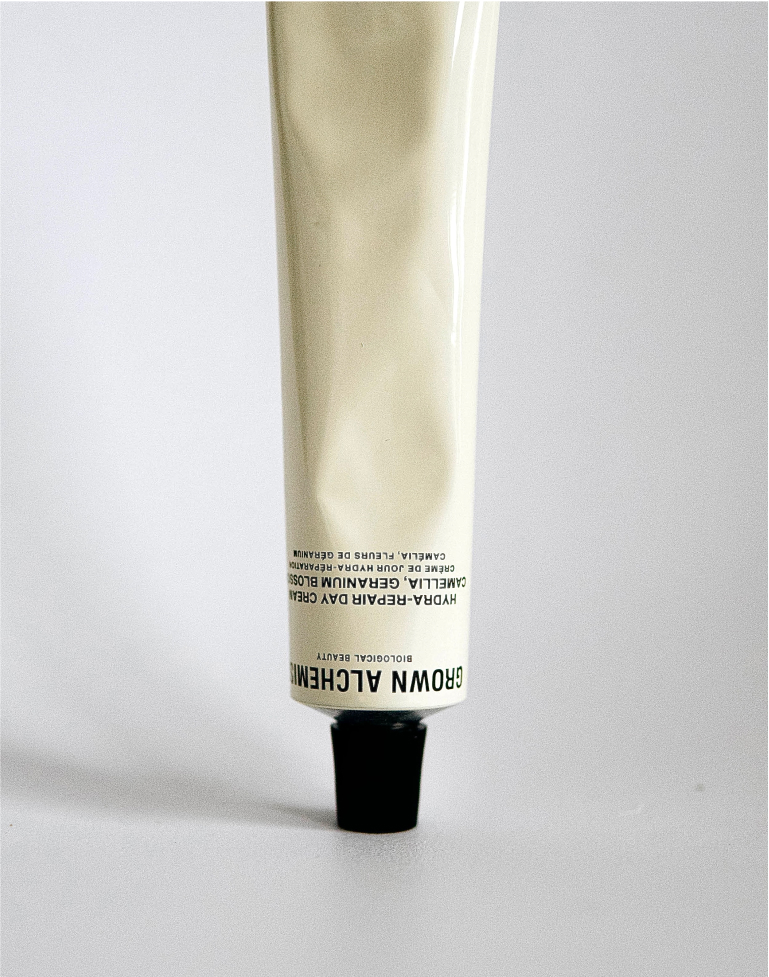 GROWN ALCHEMIS
BIOLOGICAL BEAUTY
HYDRA-REPAIR DAY CREAM
CAMELLIA, GERANIUM BLOSS
CRÈME DE JOUR HYDRA-RÉPARATION
CAMÉLIA, FLEURS DE GÉRANIUM